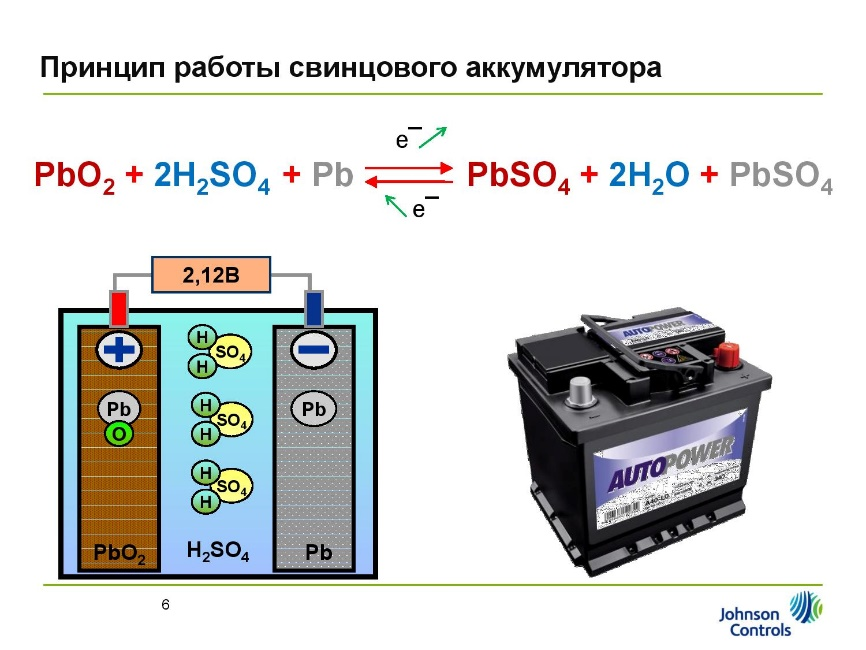 Принцип работы свинцового аккумулятора
e–
PbO2 + 2H2SO4 + Pb PbSO4 + 2H2O + PbSO4
e–
2,12В
+ –
H
SO4
H
Pb
O
H
SO4
H
Pb
H
SO4
H
PbO2 H2SO4 Pb
AUTOPOWER
AUTOPOWER
6
Johnson
Controls